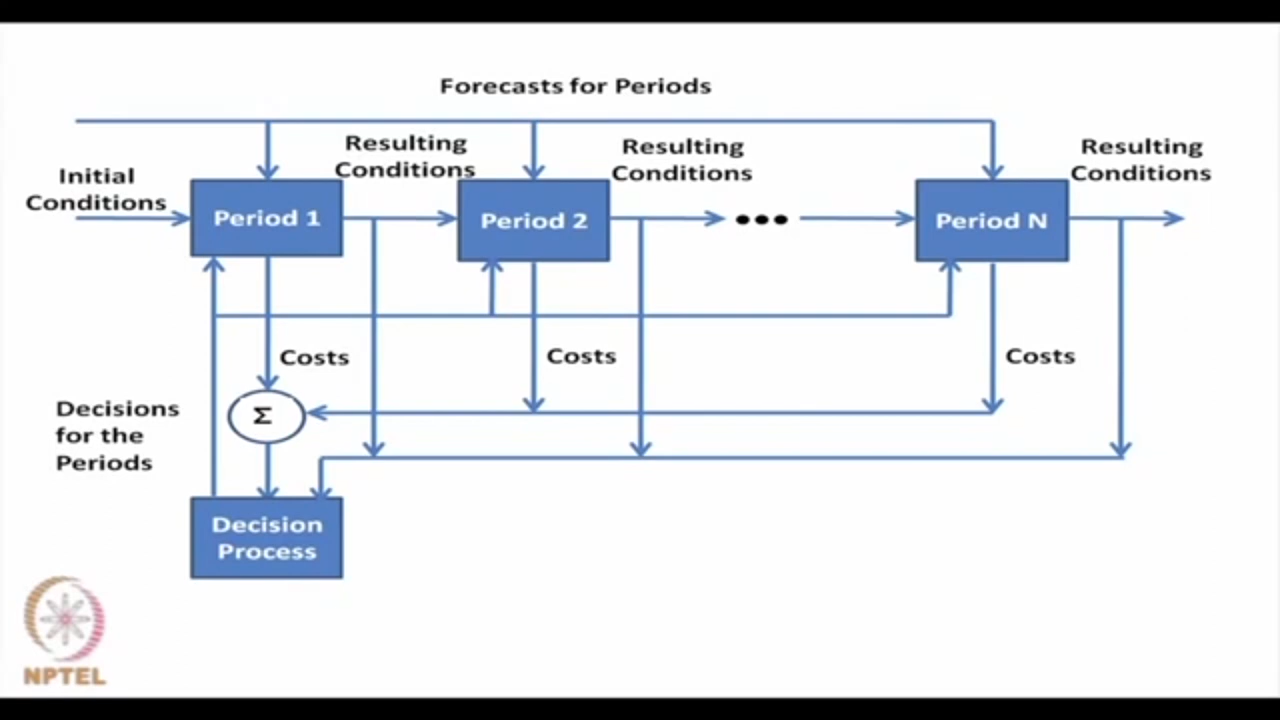 Forecasts for Periods
Initial
Conditions
Period 1
Resulting
Conditions
Period 2
Resulting
Conditions
•••
Period N
Resulting
Conditions
Costs
Costs
Costs
Σ
Decisions
for the
Periods
Decision
Process
NPTEL